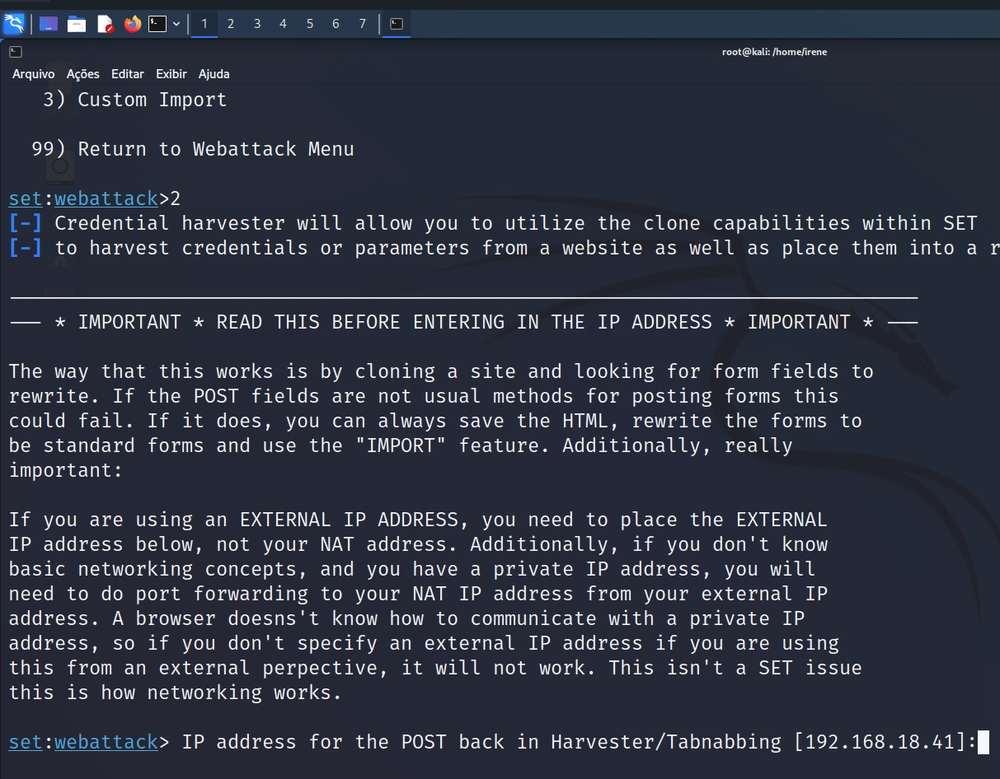 1 2 3 4 5 6 7
root@kali: /home/irene
Arquivo Ações Editar Exibir Ajuda
3) Custom Import
99) Return to Webattack Menu
set:webattack>2
[-] Credential harvester will allow you to utilize the clone capabilities within SET
[-] to harvest credentials or parameters from a website as well as place them into a r
--- * IMPORTANT * READ THIS BEFORE ENTERING IN THE IP ADDRESS * IMPORTANT * ---
The way that this works is by cloning a site and looking for form fields to
rewrite. If the POST fields are not usual methods for posting forms this
could fail. If it does, you can always save the HTML, rewrite the forms to
be standard forms and use the "IMPORT" feature. Additionally, really
important:
If you are using an EXTERNAL IP ADDRESS, you need to place the EXTERNAL
IP address below, not your NAT address. Additionally, if you don't know
basic networking concepts, and you have a private IP address, you will
need to do port forwarding to your NAT IP address from your external IP
address. A browser doesns't know how to communicate with a private IP
address, so if you don't specify an external IP address if you are using
this from an external perpective, it will not work. This isn't a SET issue
this is how networking works.
set:webattack> IP address for the POST back in Harvester/Tabnabbing [192.168.18.41]: